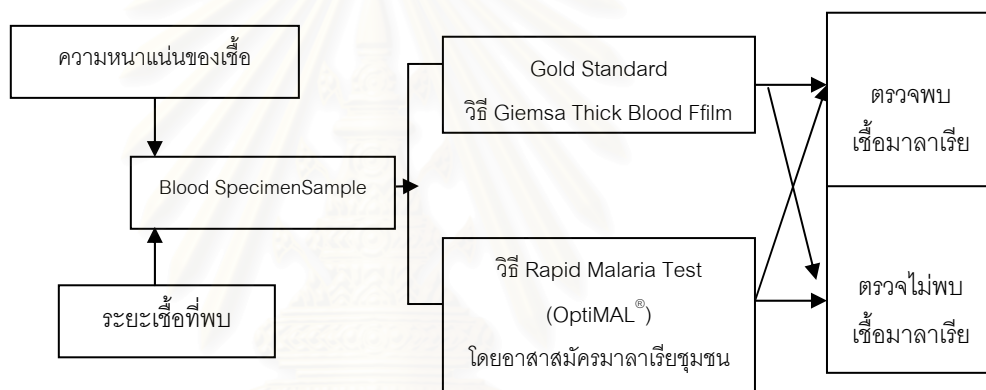 ความหนาแน่นของเชื้อ
Blood SpecimenSample
ระยะเชื้อที่พบ
Gold Standard
วิธี Giemsa Thick Blood Ffilm
วิธี Rapid Malaria Test
(OptiMAL®)
โดยอาสาสมัครมาลาเรียชุมชน
ตรวจพบ
เชื้อมาลาเรีย
ตรวจไม่พบ
เชื้อมาลาเรีย